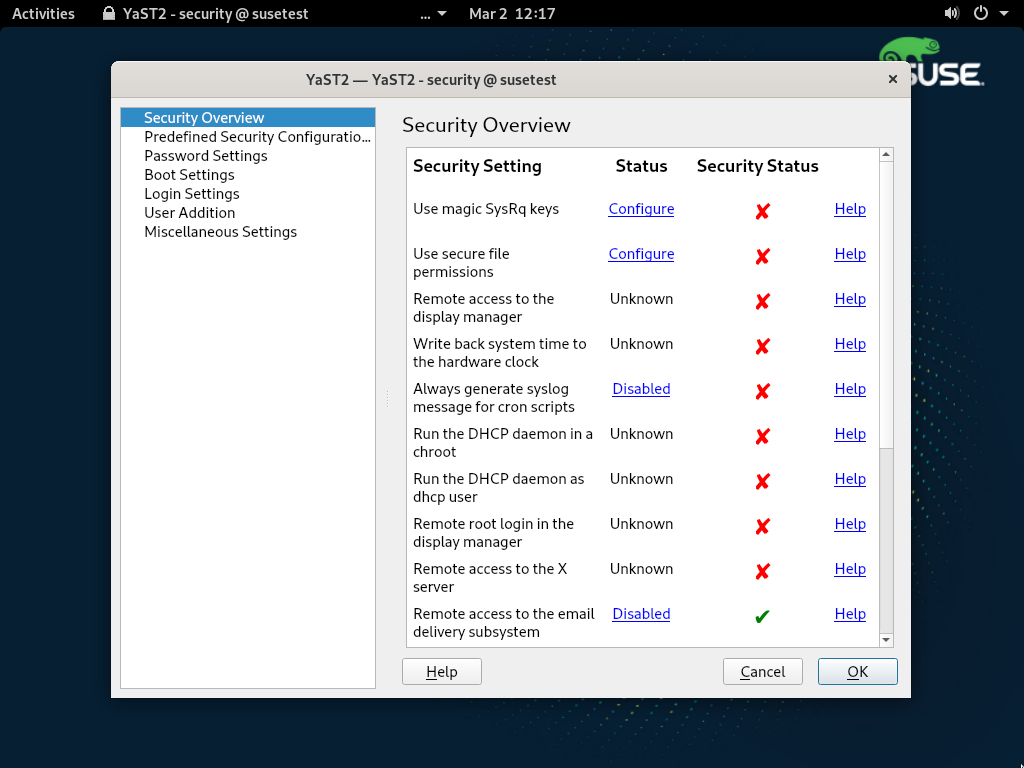 Activities YaST2 - security @ susetest ... Mar 2 12:17
SUSE
YaST2 — YaST2 - security @ susetest
Security Overview
Predefined Security Configuratio...
Password Settings
Boot Settings
Login Settings
User Addition
Miscellaneous Settings
Security Overview
Security Setting Status Security Status
Use magic SysRq keys Configure Help
Use secure file Configure Help
permissions
Remote access to the Unknown Help
display manager
Write back system time to Unknown Help
the hardware clock
Always generate syslog Disabled Help
message for cron scripts
Run the DHCP daemon in a Unknown Help
chroot
Run the DHCP daemon as Unknown Help
dhcp user
Remote root login in the Unknown Help
display manager
Remote access to the X Unknown Help
server
Remote access to the email Disabled Help
delivery subsystem
Help Cancel OK